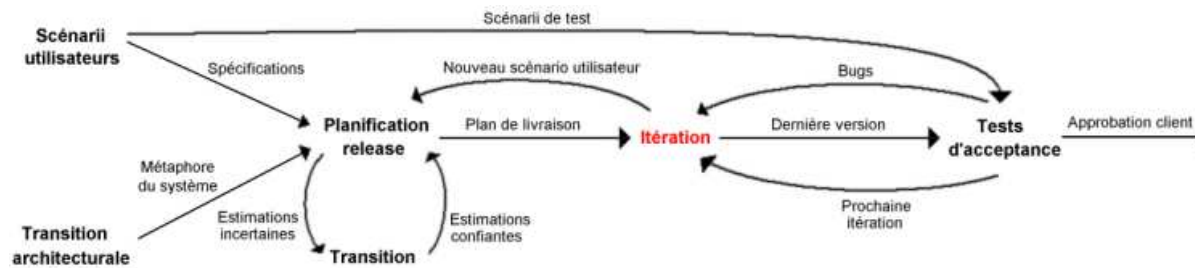 Scénarii de test
Scénarii
utilisateurs
Spécifications
Nouveau scénario utilisateur
Bugs
Planification
release
Plan de livraison
Itération
Dernière version
Tests
d'acceptance
Approbation client
Métaphore
du système
Estimations
incertaines
Estimations
confiantes
Prochaine
itération
Transition
architecturale
Transition